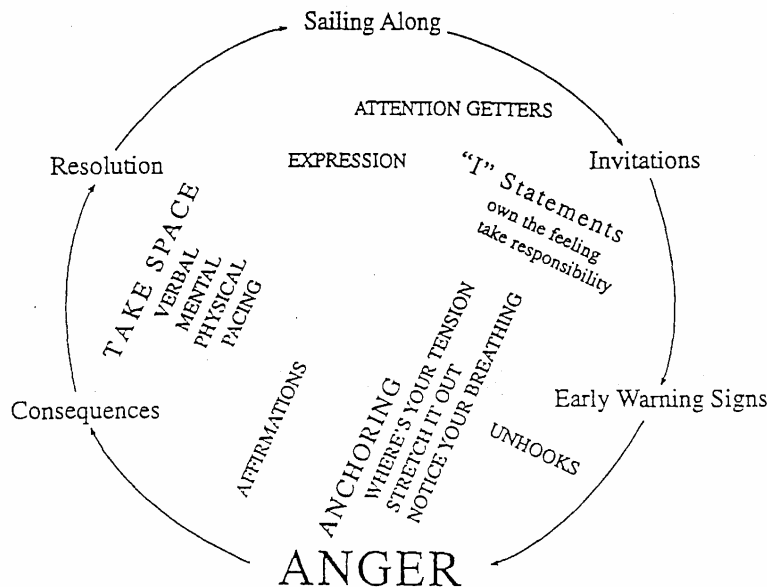 Sailing Along
ATTENTION GETTERS
Resolution
EXPRESSION
Invitations
"I" Statements
own the feeling
take responsibility
TAKE SPACE
VERBAL
MENTAL
PHYSICAL
PACING
Consequences
AFFIRMATIONS
ANCHORING
WHERE'S YOUR TENSION
STRETCH IT OUT
NOTICE YOUR BREATHING
UNHOOKS
Early Warning Signs
ANGER